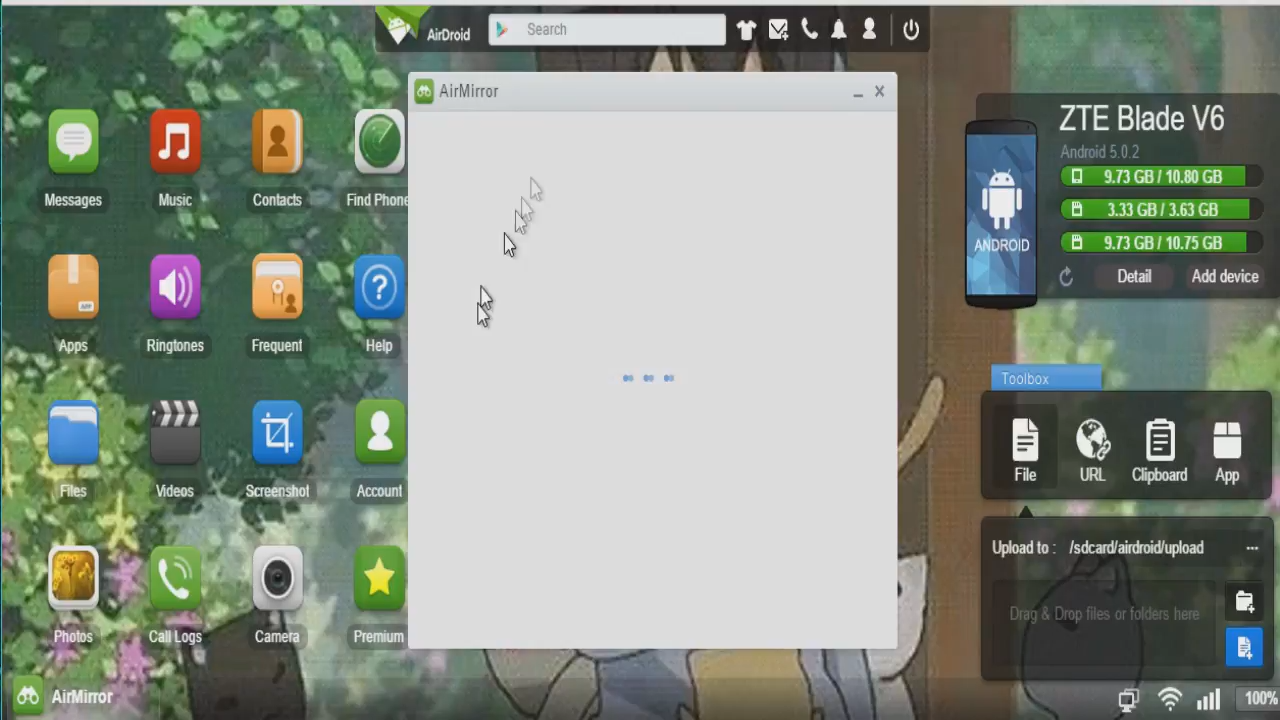 AirDroid
Search
AirMirror
ZTE Blade V6
Android 5.0.2
9.73 GB / 10.80 GB
3.33 GB / 3.63 GB
9.73 GB / 10.75 GB
ANDROID
Detail
Add device
Messages
Music
Contacts
Find Phone
Apps
Ringtones
Frequent
Help
Toolbox
File
URL
Clipboard
App
Files
Videos
Screenshot
Account
Upload to :
/sdcard/airdroid/upload
Drag & Drop files or folders here
Photos
Call Logs
Camera
Premium
AirMirror
100%